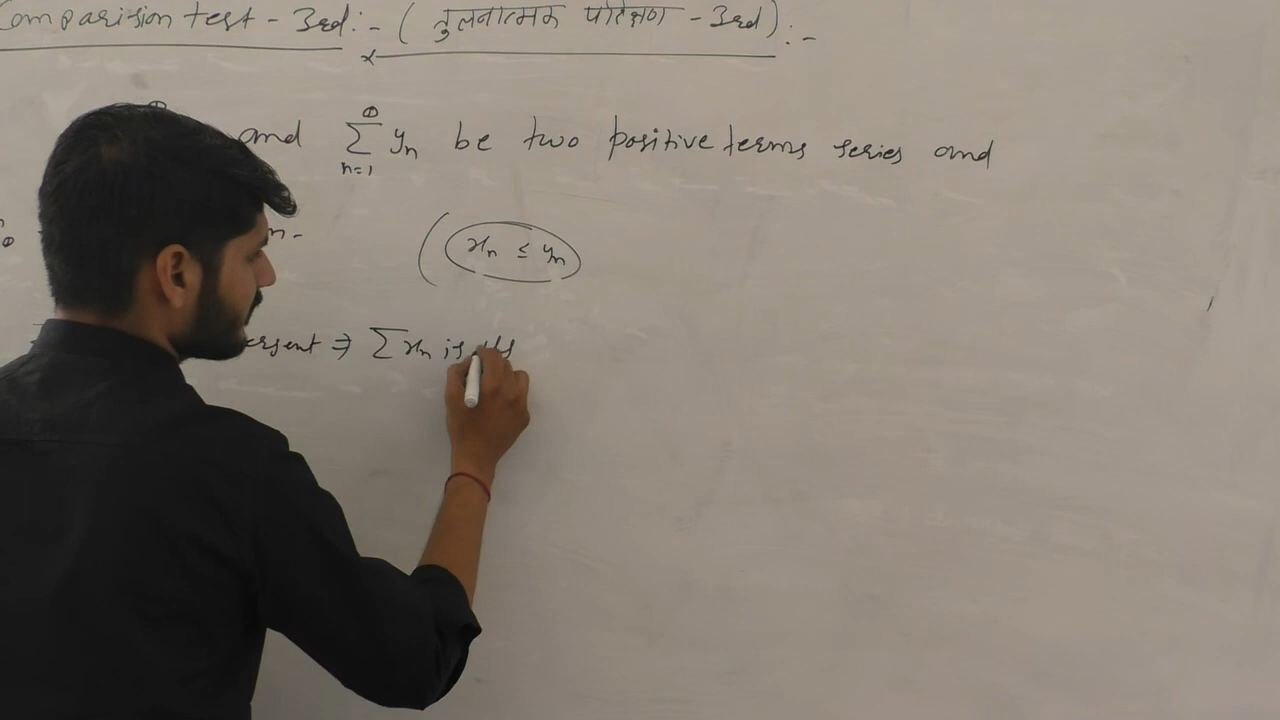 Comparision test - 3rd :- ( तुलनात्मक परिक्षण - 3rd ) : -
and ∑ yₙ be two positive terms series and
n=1
( xₙ ≤ yₙ
⇒ ∑ xₙ is